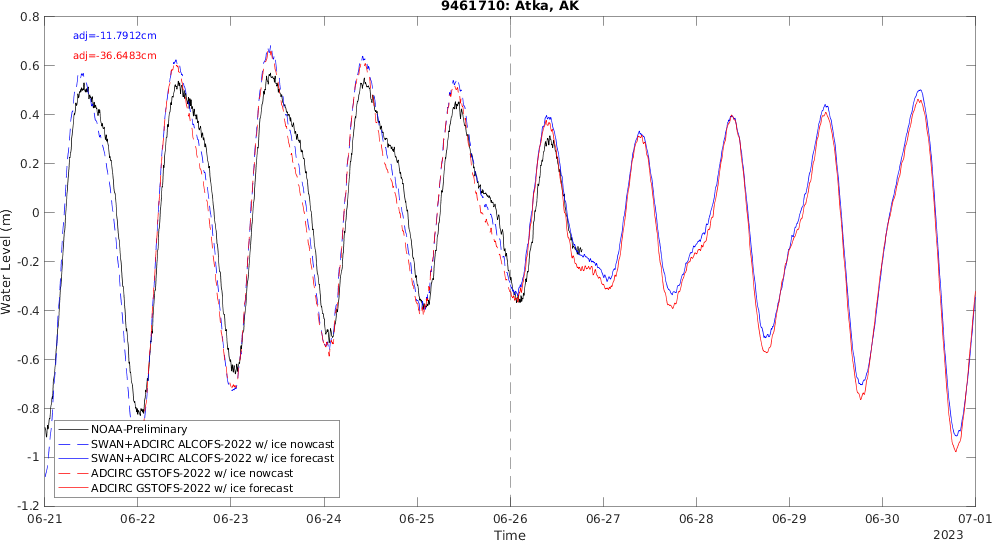 9461710: Atka, AK
adj=-11.7912cm
adj=-36.6483cm
0.8
0.6
0.4
0.2
0
-0.2
-0.4
-0.6
-0.8
-1
-1.2
Water Level (m)
NOAA-Preliminary
SWAN+ADCIRC ALCOFS-2022 w/ ice nowcast
SWAN+ADCIRC ALCOFS-2022 w/ ice forecast
ADCIRC GSTOFS-2022 w/ ice nowcast
ADCIRC GSTOFS-2022 w/ ice forecast
06-21 06-22 06-23 06-24 06-25 06-26 06-27 06-28 06-29 06-30 07-01
Time
2023